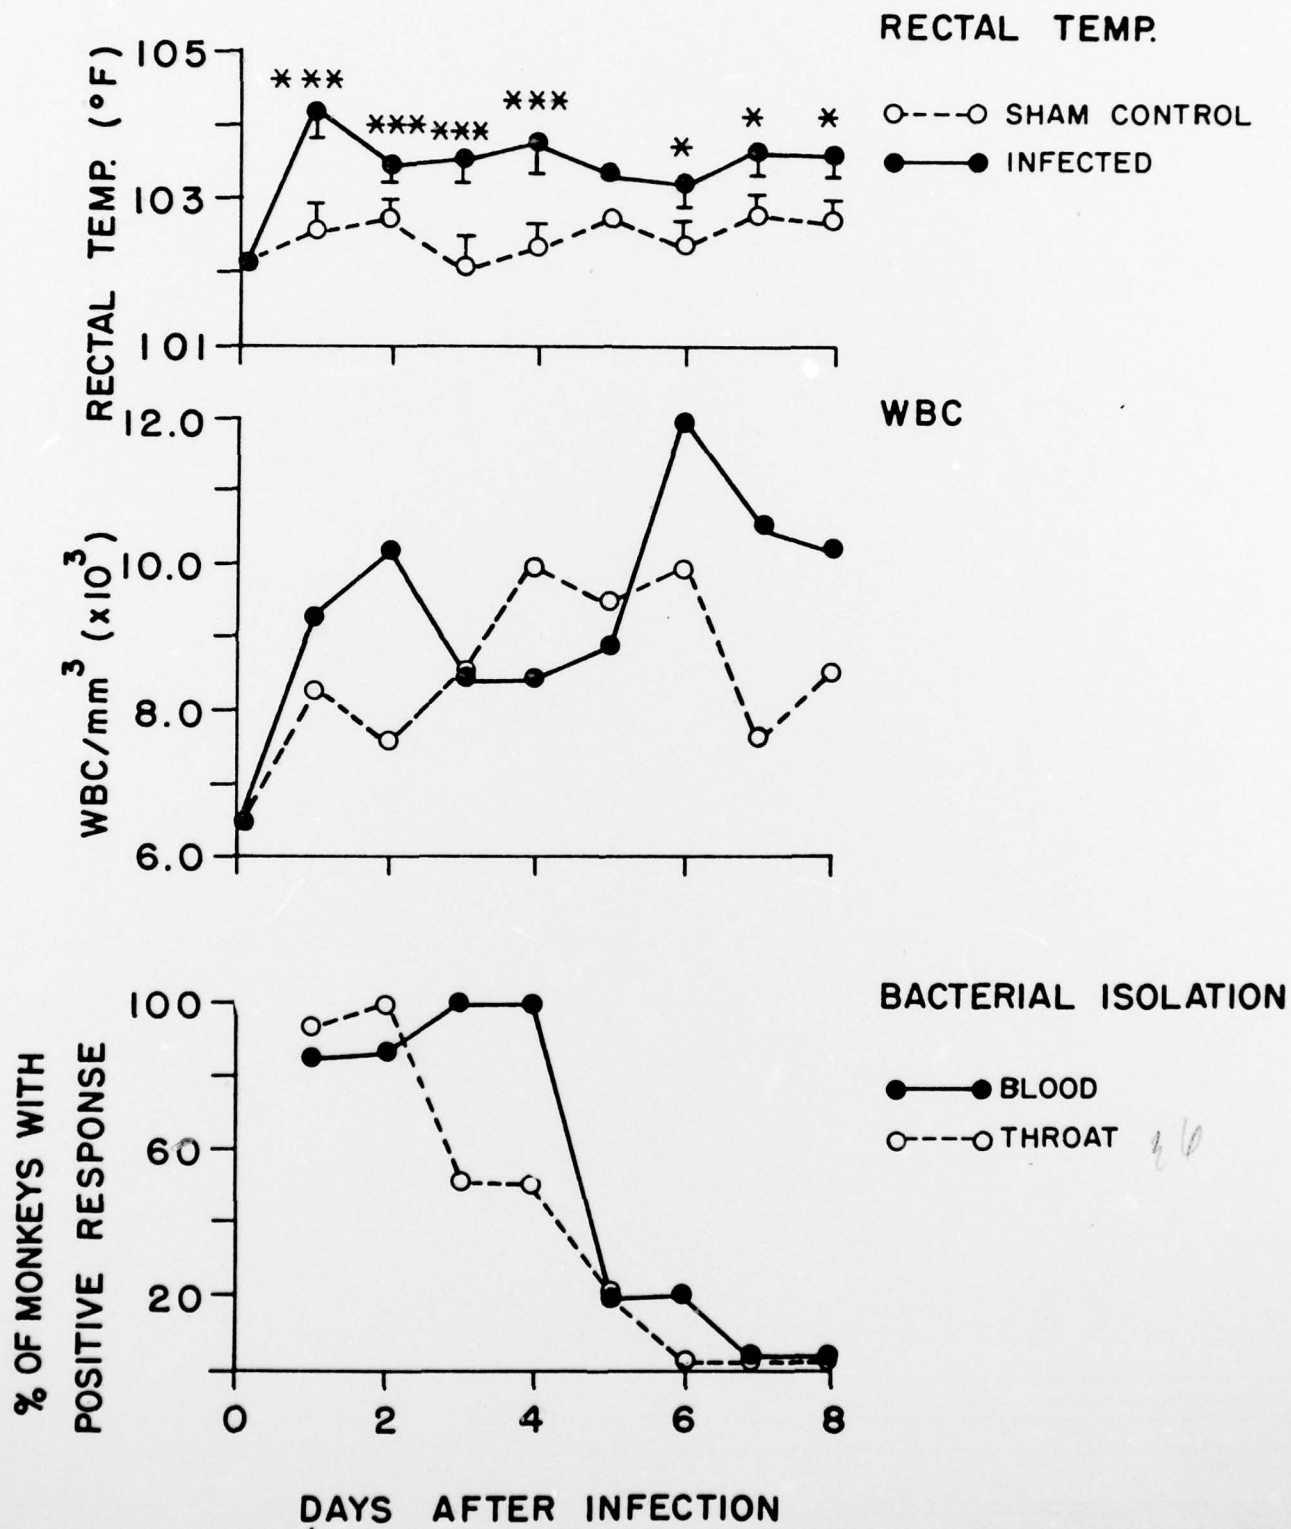 RECTAL TEMP.
105
103
101
RECTAL TEMP. (°F)
* ***
***
***
***
*
*
*
SHAM CONTROL
INFECTED
WBC
12.0
10.0
8.0
6.0
WBC/mm³ (x10³)
BACTERIAL ISOLATION
100
60
20
% OF MONKEYS WITH
POSITIVE RESPONSE
BLOOD
THROAT
0 2 4 6 8
DAYS AFTER INFECTION